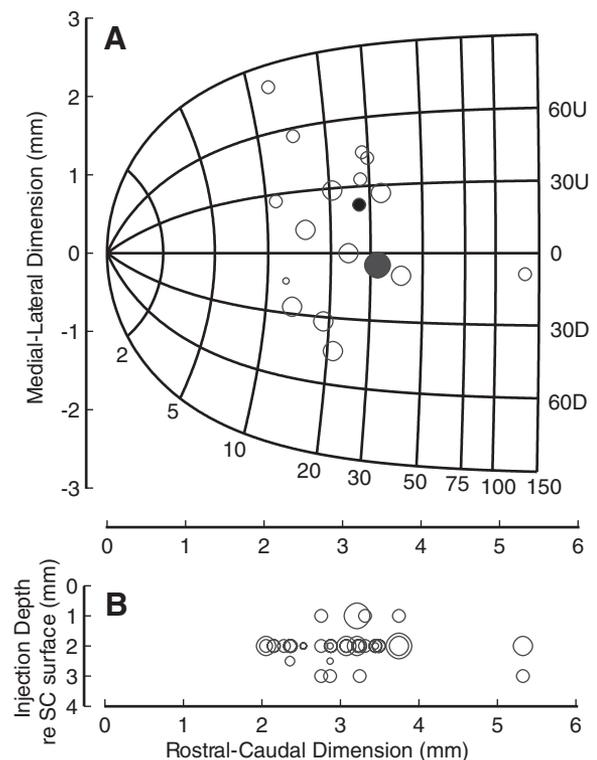 A
3
2
1
0
-1
-2
-3
Medial-Lateral Dimension (mm)
60U
30U
0
30D
60D
2
5
10
20
30
50
75
100
150
0 1 2 3 4 5 6
B
0
1
2
3
4
Injection Depth
re SC surface (mm)
0 1 2 3 4 5 6
Rostral-Caudal Dimension (mm)